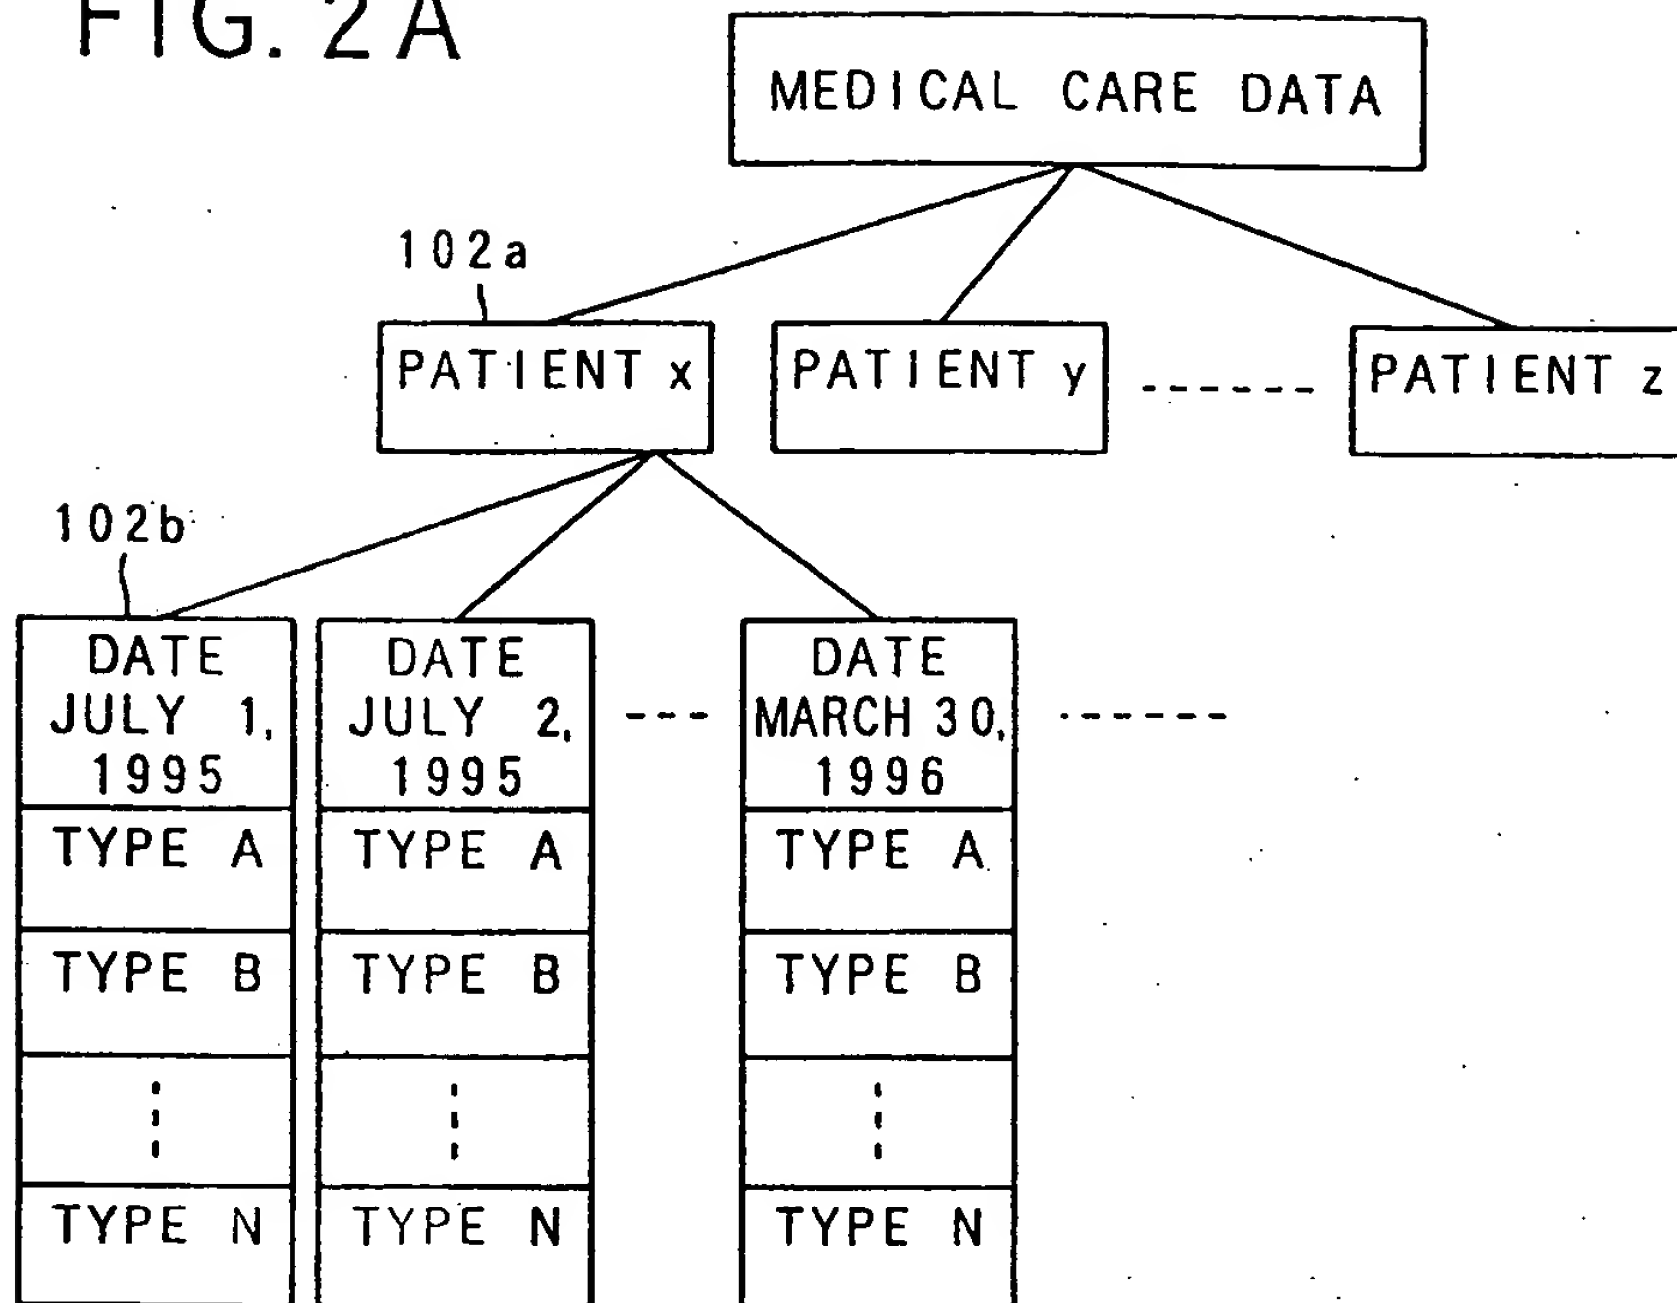 FIG. 2A
MEDICAL CARE DATA
102a
PATIENT x
PATIENT y
PATIENT z
102b
DATE
JULY 1,
1995
TYPE A
TYPE B
TYPE N
DATE
JULY 2,
1995
TYPE A
TYPE B
TYPE N
DATE
MARCH 30,
1996
TYPE A
TYPE B
TYPE N